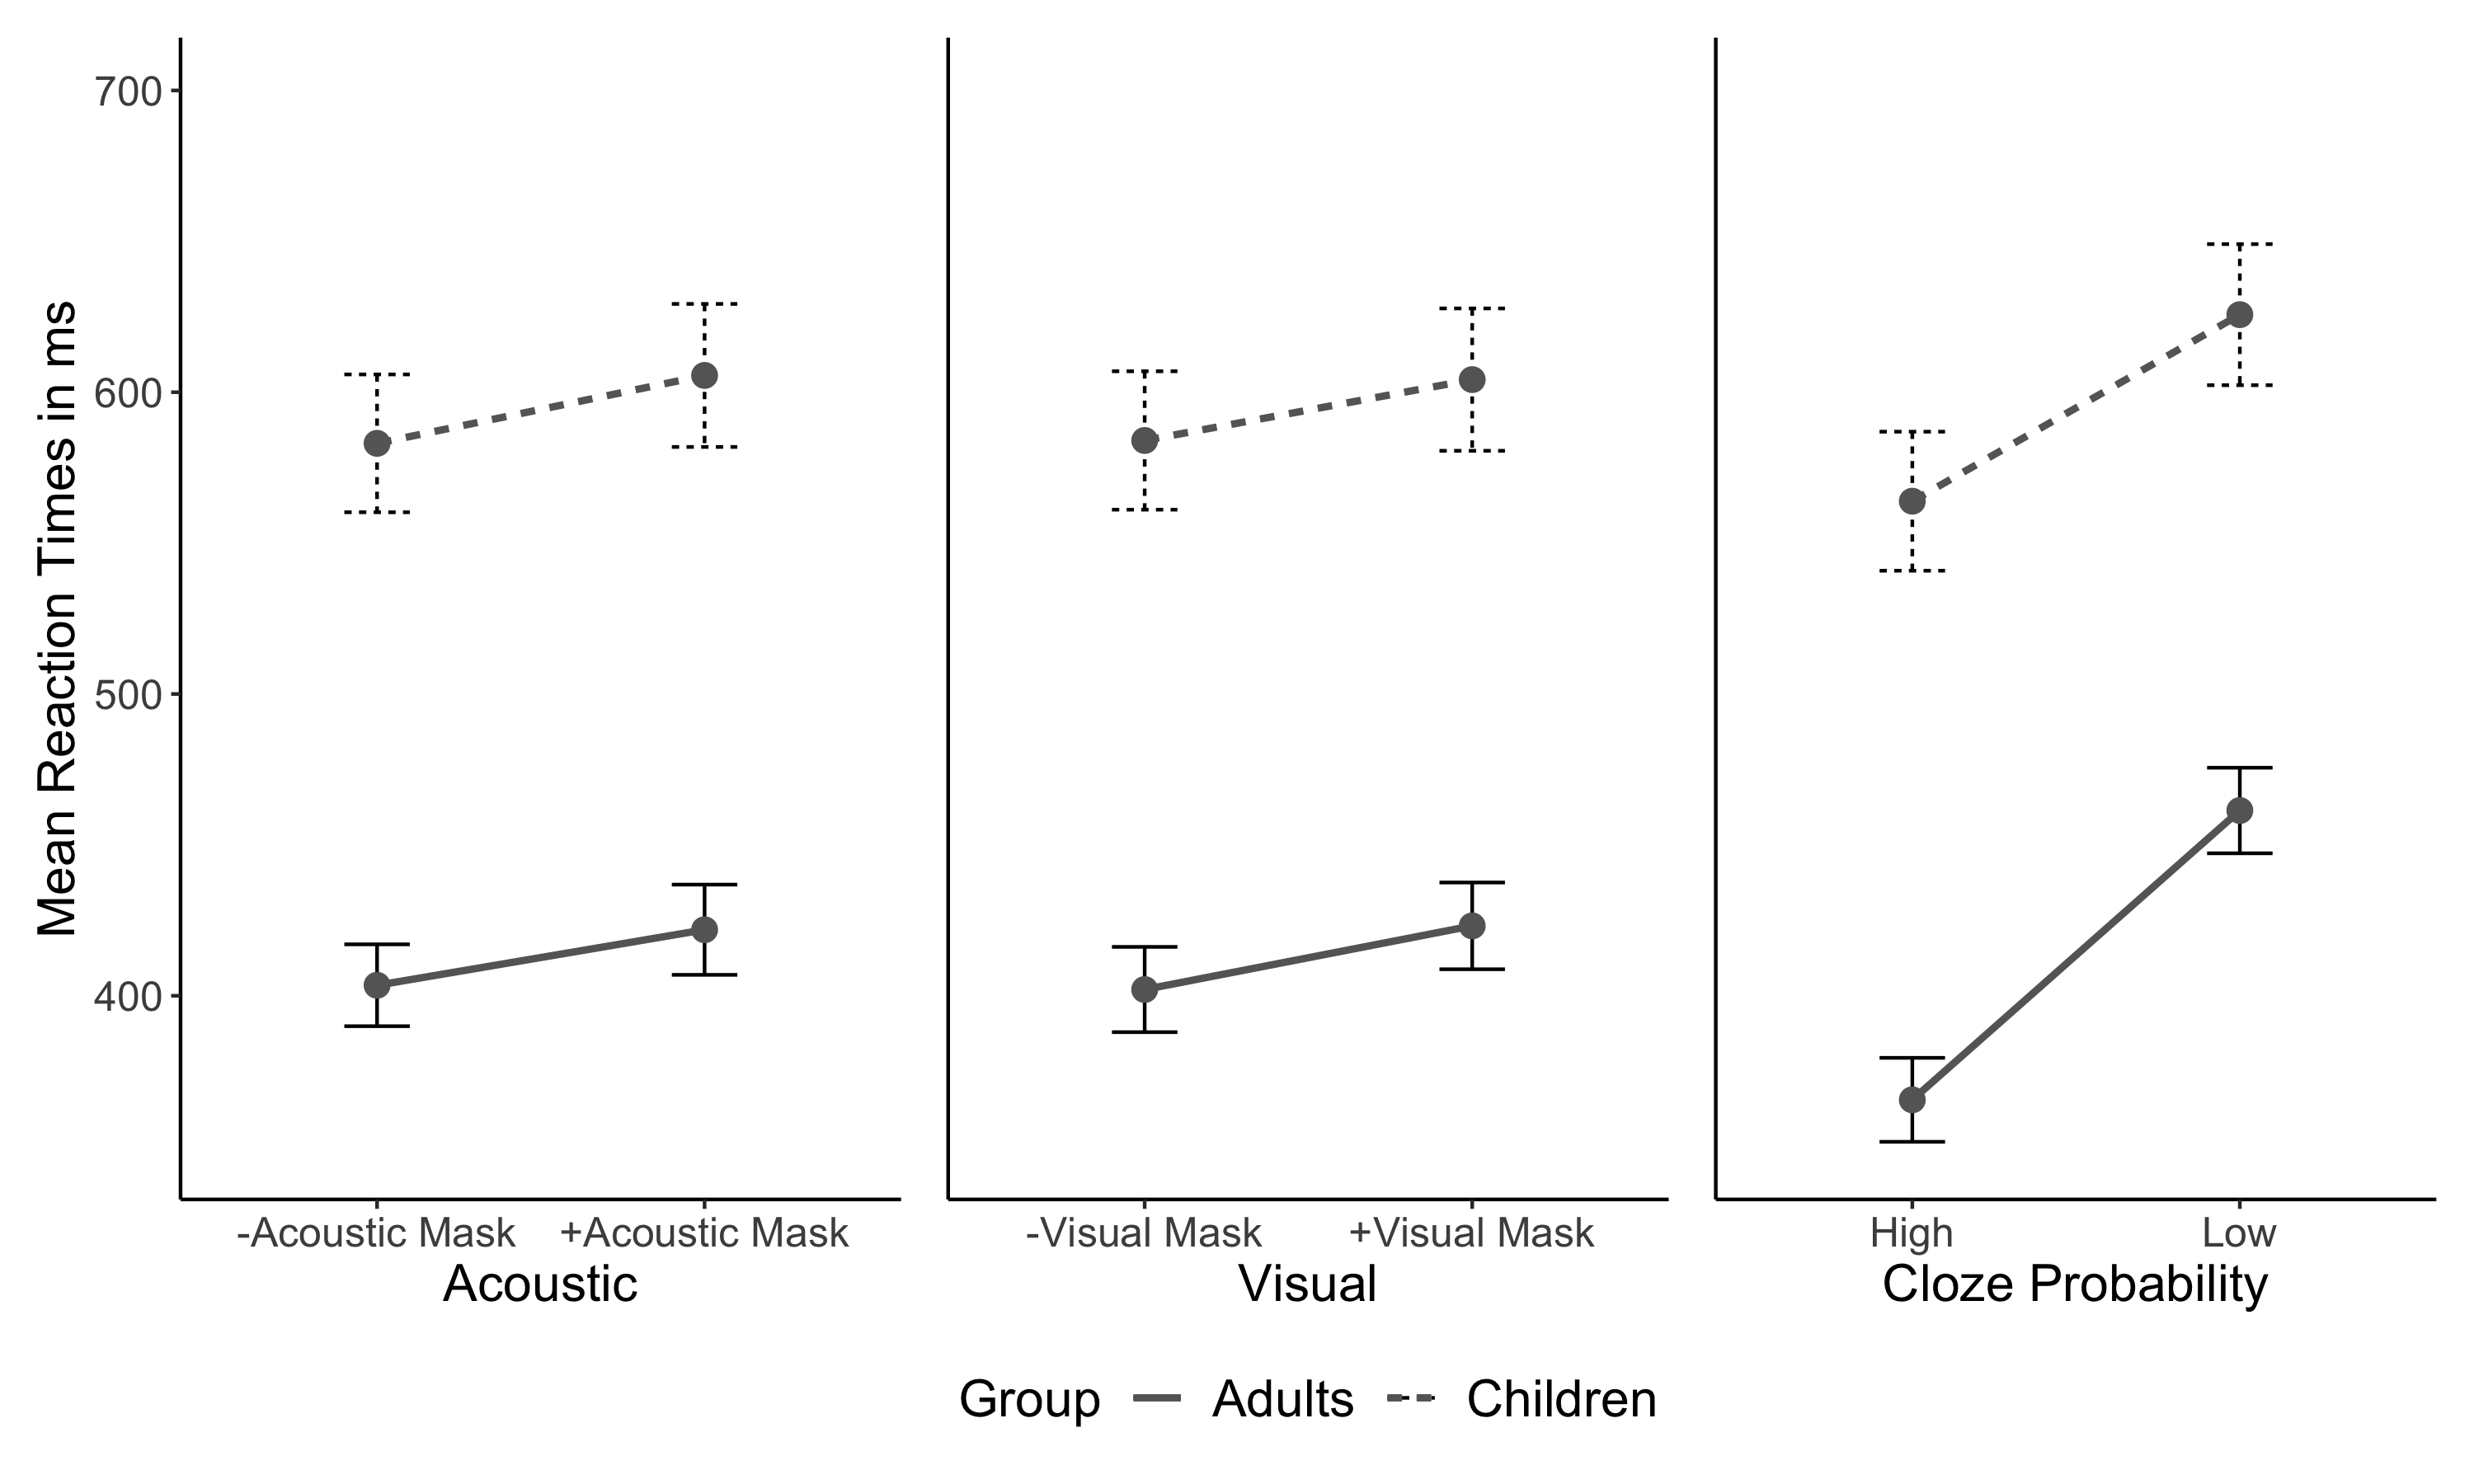 Mean Reaction Times in ms
700
600
500
400
-Acoustic Mask +Acoustic Mask
Acoustic
-Visual Mask +Visual Mask
Visual
High Low
Cloze Probability
Group Adults Children